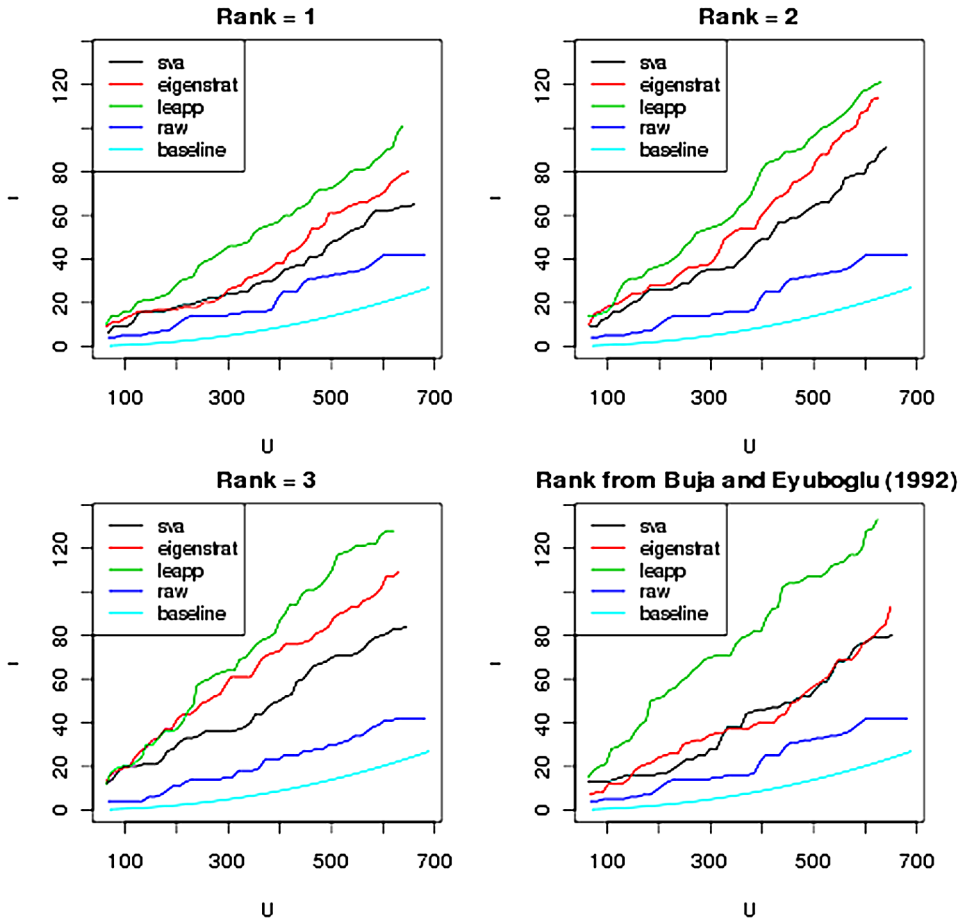 Rank = 1
sva
eigenstrat
leapp
raw
baseline
I
0 20 40 60 80 120
100 300 500 700
U
Rank = 2
sva
eigenstrat
leapp
raw
baseline
I
0 20 40 60 80 120
100 300 500 700
U
Rank = 3
sva
eigenstrat
leapp
raw
baseline
I
0 20 40 60 80 120
100 300 500 700
U
Rank from Buja and Eyuboglu (1992)
sva
eigenstrat
leapp
raw
baseline
I
0 20 40 60 80 120
100 300 500 700
U